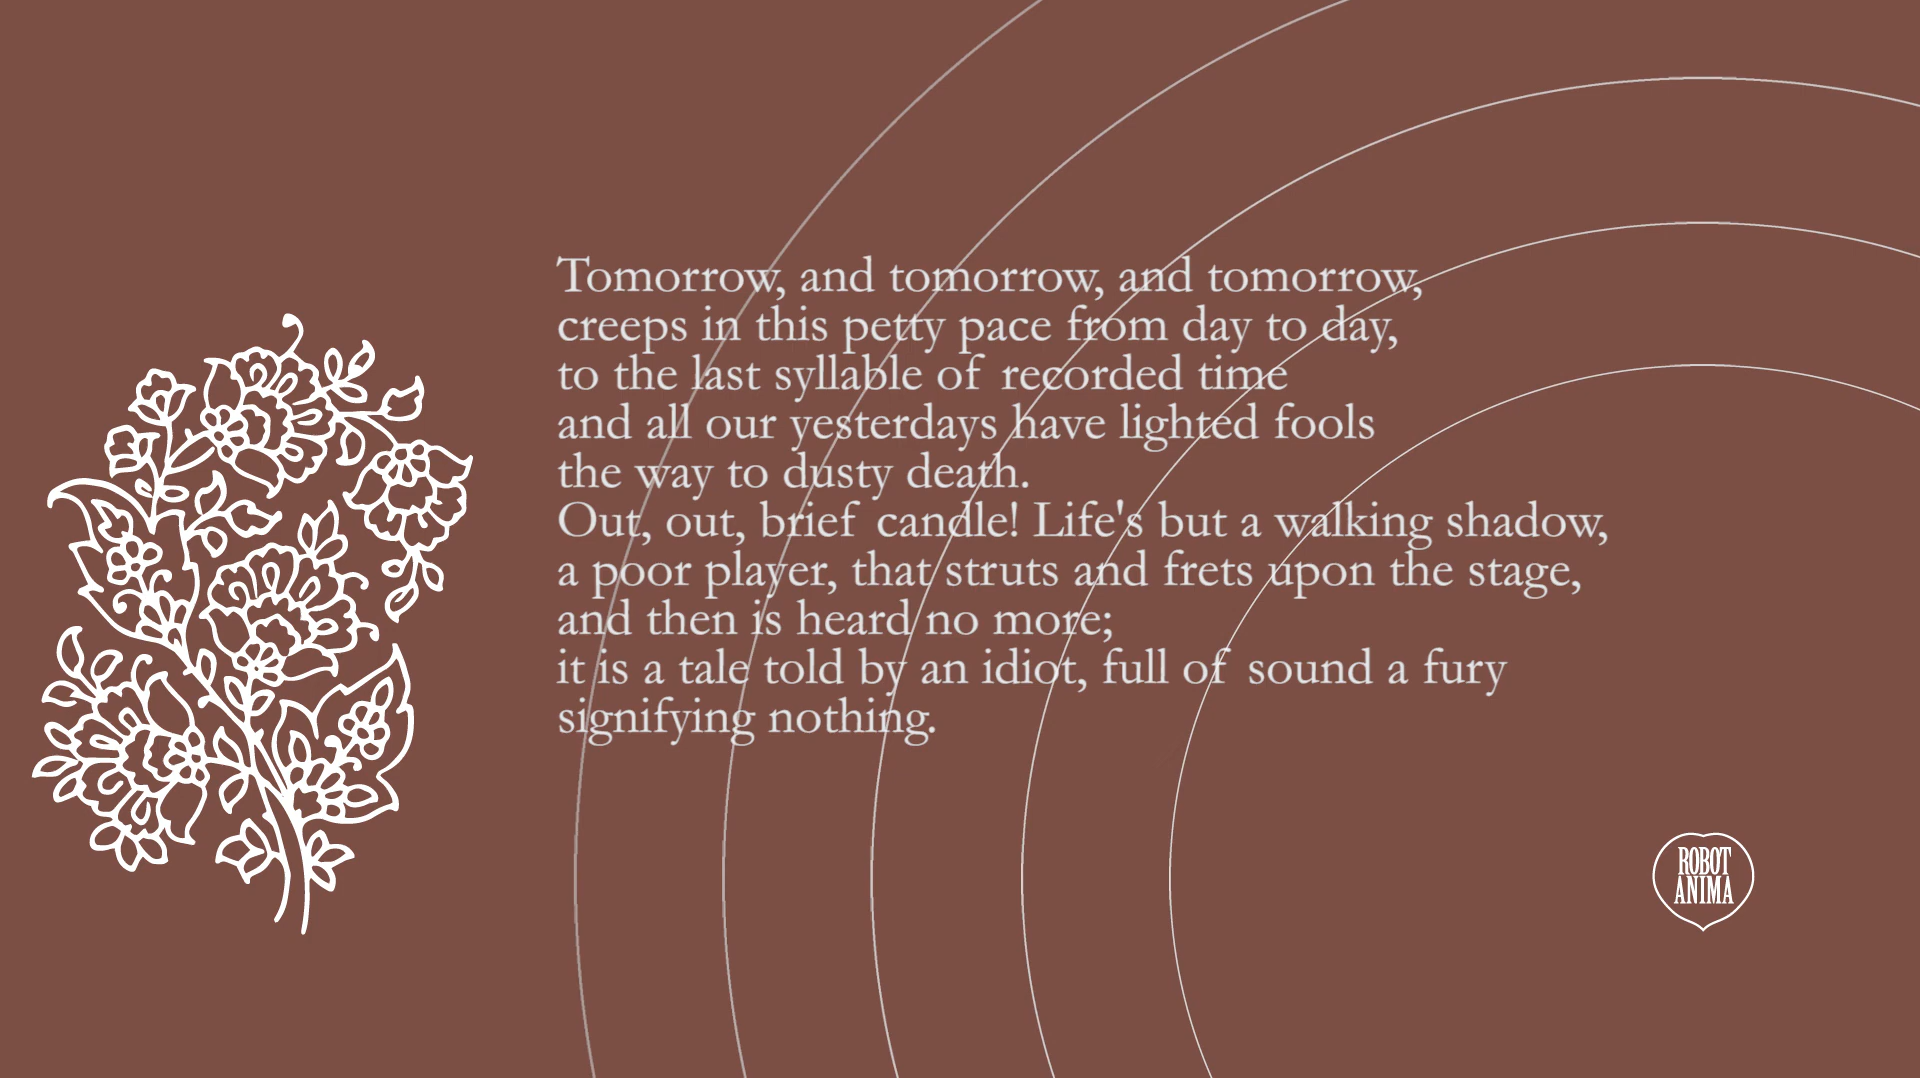 Tomorrow, and tomorrow, and tomorrow,
creeps in this petty pace from day to day,
to the last syllable of recorded time
and all our yesterdays have lighted fools
the way to dusty death.
Out, out, brief candle! Life's but a walking shadow,
a poor player, that struts and frets upon the stage,
and then is heard no more;
it is a tale told by an idiot, full of sound a fury
signifying nothing.
ROBOT
ANIMA